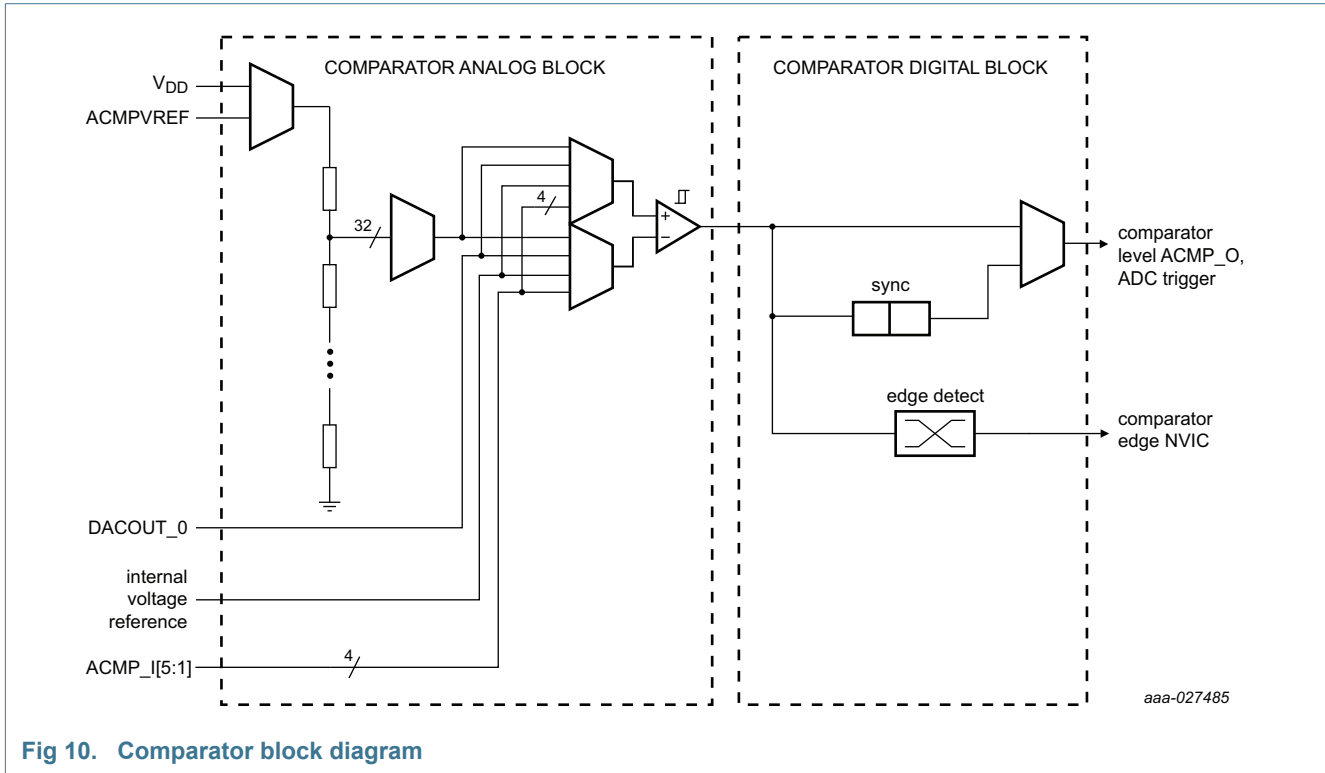 COMPARATOR ANALOG BLOCK
COMPARATOR DIGITAL BLOCK
VDD
ACMPVREF
32
4
sync
edge detect
comparator
level ACMP_O,
ADC trigger
comparator
edge NVIC
+
−
DACOUT_0
internal
voltage
reference
ACMP_I[5:1]
4
aaa-027485
Fig 10. Comparator block diagram